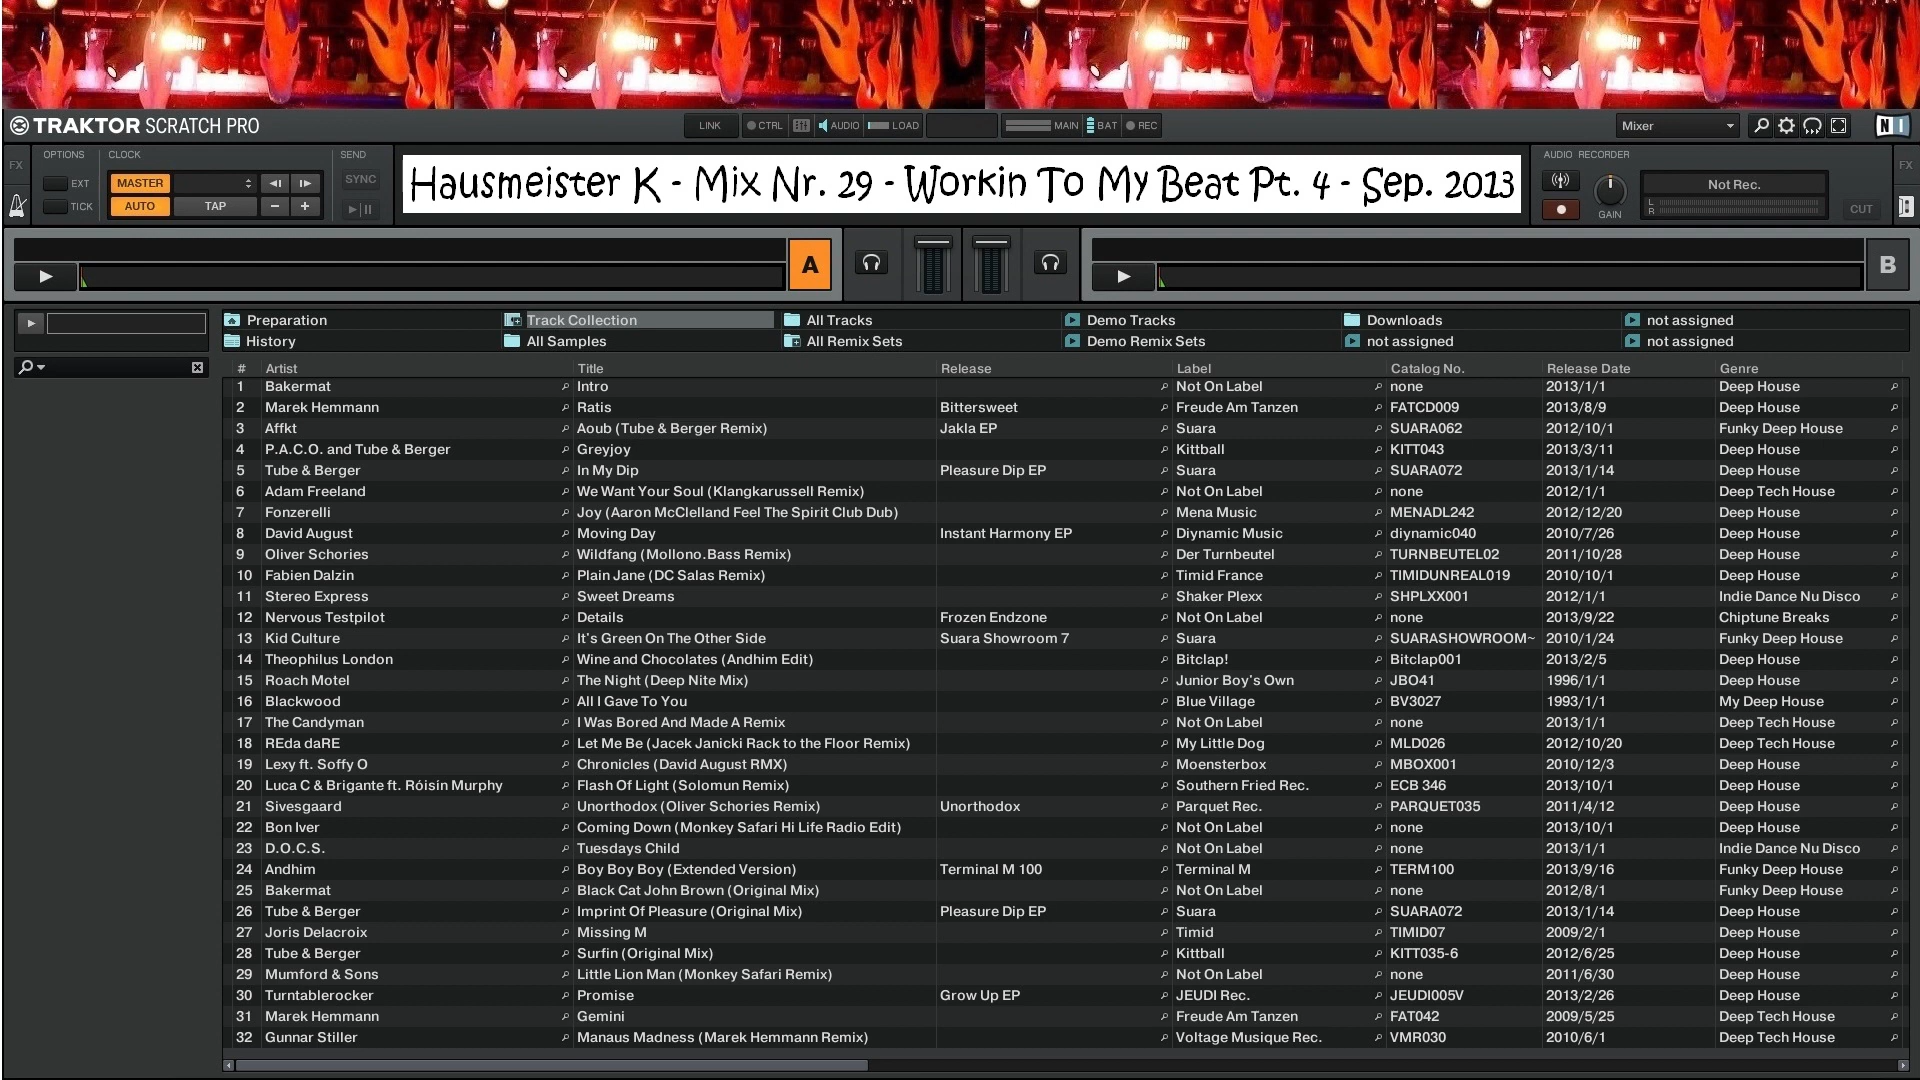 TRAKTOR SCRATCH PRO LINK CTRL AUDIO LOAD MAIN BAT REC Mixer NI
FX OPTIONS CLOCK SEND AUDIO RECORDER FX
EXT MASTER SYNC Not Rec.
TICK AUTO TAP − + GAIN L R CUT
Hausmeister K - Mix Nr. 29 - Workin To My Beat Pt. 4 - Sep. 2013
A B
Preparation Track Collection All Tracks Demo Tracks Downloads not assigned
History All Samples All Remix Sets Demo Remix Sets not assigned not assigned
# Artist Title Release Label Catalog No. Release Date Genre
1 Bakermat Intro Not On Label none 2013/1/1 Deep House
2 Marek Hemmann Ratis Bittersweet Freude Am Tanzen FATCD009 2013/8/9 Deep House
3 Affkt Aoub (Tube & Berger Remix) Jakla EP Suara SUARA062 2012/10/1 Funky Deep House
4 P.A.C.O. and Tube & Berger Greyjoy Kittball KITT043 2013/3/11 Deep House
5 Tube & Berger In My Dip Pleasure Dip EP Suara SUARA072 2013/1/14 Deep House
6 Adam Freeland We Want Your Soul (Klangkarussell Remix) Not On Label none 2012/1/1 Deep Tech House
7 Fonzerelli Joy (Aaron McClelland Feel The Spirit Club Dub) Mena Music MENADL242 2012/12/20 Deep House
8 David August Moving Day Instant Harmony EP Diynamic Music diynamic040 2010/7/26 Deep House
9 Oliver Schories Wildfang (Mollono.Bass Remix) Der Turnbeutel TURNBEUTEL02 2011/10/28 Deep House
10 Fabien Dalzin Plain Jane (DC Salas Remix) Timid France TIMIDUNREAL019 2010/10/1 Deep House
11 Stereo Express Sweet Dreams Shaker Plexx SHPLXX001 2012/1/1 Indie Dance Nu Disco
12 Nervous Testpilot Details Frozen Endzone Not On Label none 2013/9/22 Chiptune Breaks
13 Kid Culture It's Green On The Other Side Suara Showroom 7 Suara SUARASHOWROOM~ 2010/1/24 Funky Deep House
14 Theophilus London Wine and Chocolates (Andhim Edit) Bitclap! Bitclap001 2013/2/5 Deep House
15 Roach Motel The Night (Deep Nite Mix) Junior Boy's Own JBO41 1996/1/1 Deep House
16 Blackwood All I Gave To You Blue Village BV3027 1993/1/1 My Deep House
17 The Candyman I Was Bored And Made A Remix Not On Label none 2013/1/1 Deep Tech House
18 REda daRE Let Me Be (Jacek Janicki Rack to the Floor Remix) My Little Dog MLD026 2012/10/20 Deep Tech House
19 Lexy ft. Soffy O Chronicles (David August RMX) Moensterbox MBOX001 2010/12/3 Deep House
20 Luca C & Brigante ft. Róisin Murphy Flash Of Light (Solomun Remix) Southern Fried Rec. ECB 346 2013/10/1 Deep House
21 Sivesgaard Unorthodox (Oliver Schories Remix) Unorthodox Parquet Rec. PARQUET035 2011/4/12 Deep House
22 Bon Iver Coming Down (Monkey Safari Hi Life Radio Edit) Not On Label none 2013/10/1 Deep House
23 D.O.C.S. Tuesdays Child Not On Label none 2013/1/1 Indie Dance Nu Disco
24 Andhim Boy Boy Boy (Extended Version) Terminal M 100 Terminal M TERM100 2013/9/16 Funky Deep House
25 Bakermat Black Cat John Brown (Original Mix) Not On Label none 2012/8/1 Funky Deep House
26 Tube & Berger Imprint Of Pleasure (Original Mix) Pleasure Dip EP Suara SUARA072 2013/1/14 Deep House
27 Joris Delacroix Missing M Timid TIMID07 2009/2/1 Deep House
28 Tube & Berger Surfin (Original Mix) Kittball KITT035-6 2012/6/25 Deep House
29 Mumford & Sons Little Lion Man (Monkey Safari Remix) Not On Label none 2011/6/30 Deep House
30 Turntablerocker Promise Grow Up EP JEUDI Rec. JEUDI005V 2013/2/26 Deep House
31 Marek Hemmann Gemini Freude Am Tanzen FAT042 2009/5/25 Deep Tech House
32 Gunnar Stiller Manaus Madness (Marek Hemmann Remix) Voltage Musique Rec. VMR030 2010/6/1 Deep Tech House